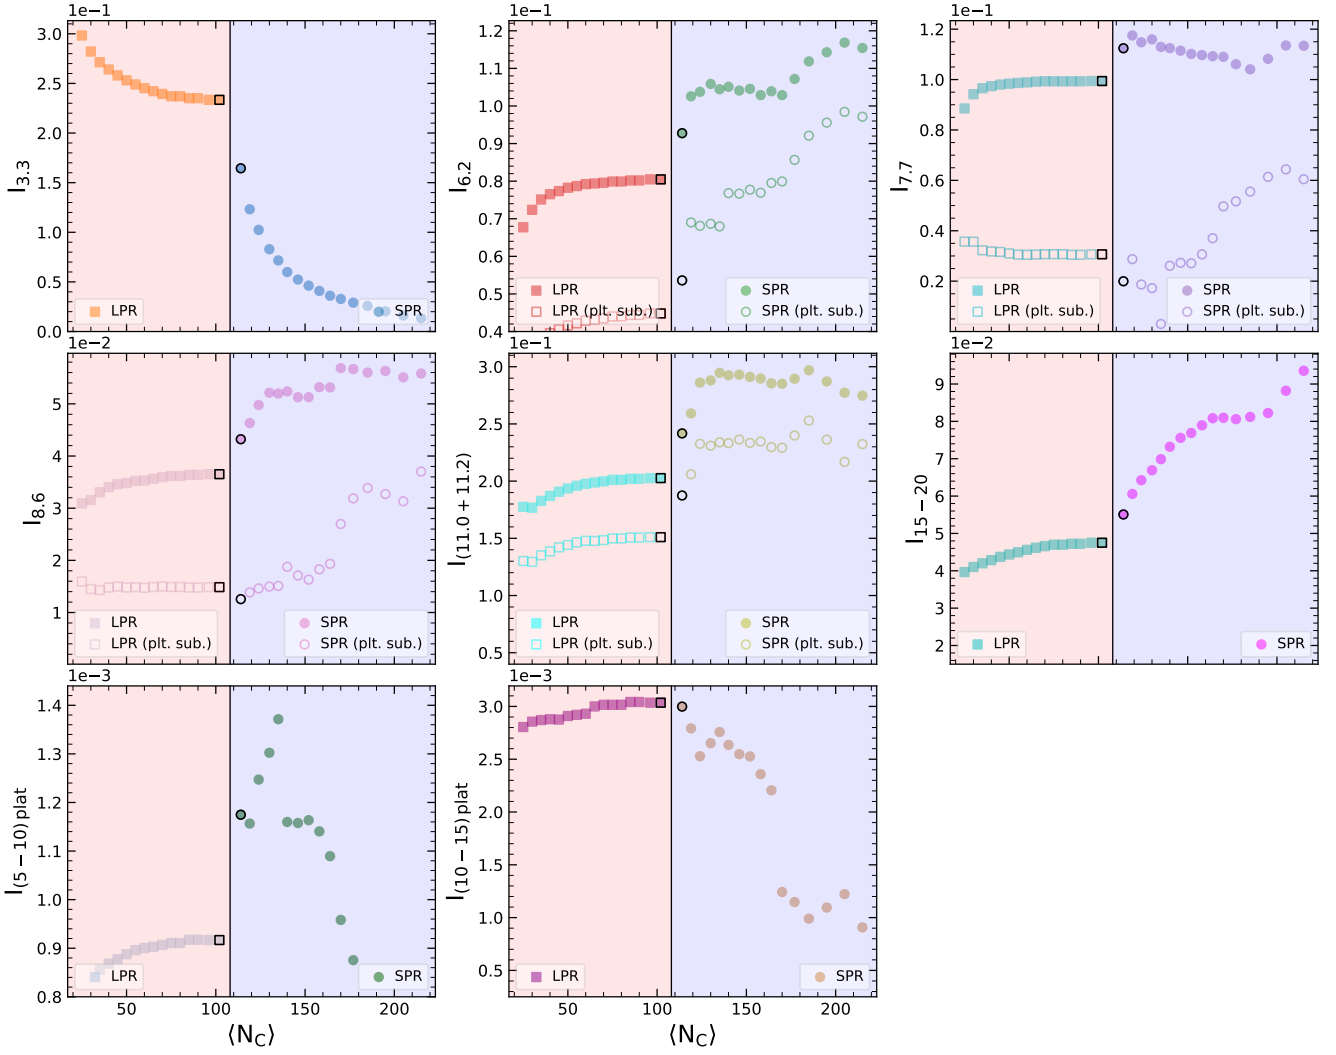 1e−1
3.0
2.5
2.0
1.5
1.0
0.5
0.0
I3.3
LPR
SPR
1e−1
1.2
1.1
1.0
0.9
0.8
0.7
0.6
0.5
0.4
I6.2
LPR
LPR (plt. sub.)
SPR
SPR (plt. sub.)
1e−1
1.0
0.8
0.6
0.4
0.2
I7.7
LPR
LPR (plt. sub.)
SPR
SPR (plt. sub.)
1e−2
5
4
3
2
1
I8.6
LPR
LPR (plt. sub.)
SPR
SPR (plt. sub.)
1e−1
3.0
2.5
2.0
1.5
1.0
0.5
I(11.0 + 11.2)
LPR
LPR (plt. sub.)
SPR
SPR (plt. sub.)
1e−2
9
8
7
6
5
4
3
2
I15 − 20
LPR
SPR
1e−3
1.4
1.3
1.2
1.1
1.0
0.9
0.8
I(5 − 10) plat
LPR
SPR
50 100 150 200
⟨NC⟩
1e−3
3.0
2.5
2.0
1.5
1.0
0.5
I(10 − 15) plat
LPR
SPR
50 100 150 200
⟨NC⟩